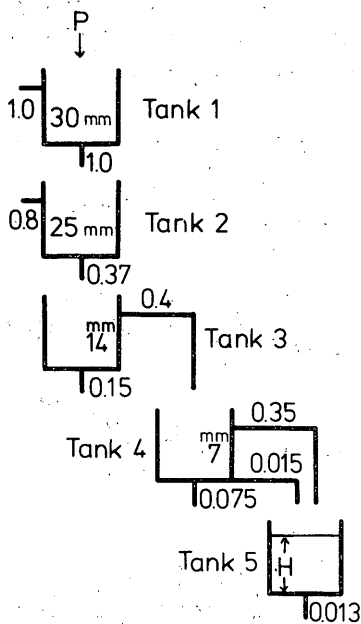 P
1.0
30 mm
Tank 1
1.0
0.8
25 mm
Tank 2
0.37
0.4
mm
14
Tank 3
0.15
0.35
Tank 4
mm
7
0.015
0.075
Tank 5
H
0.013